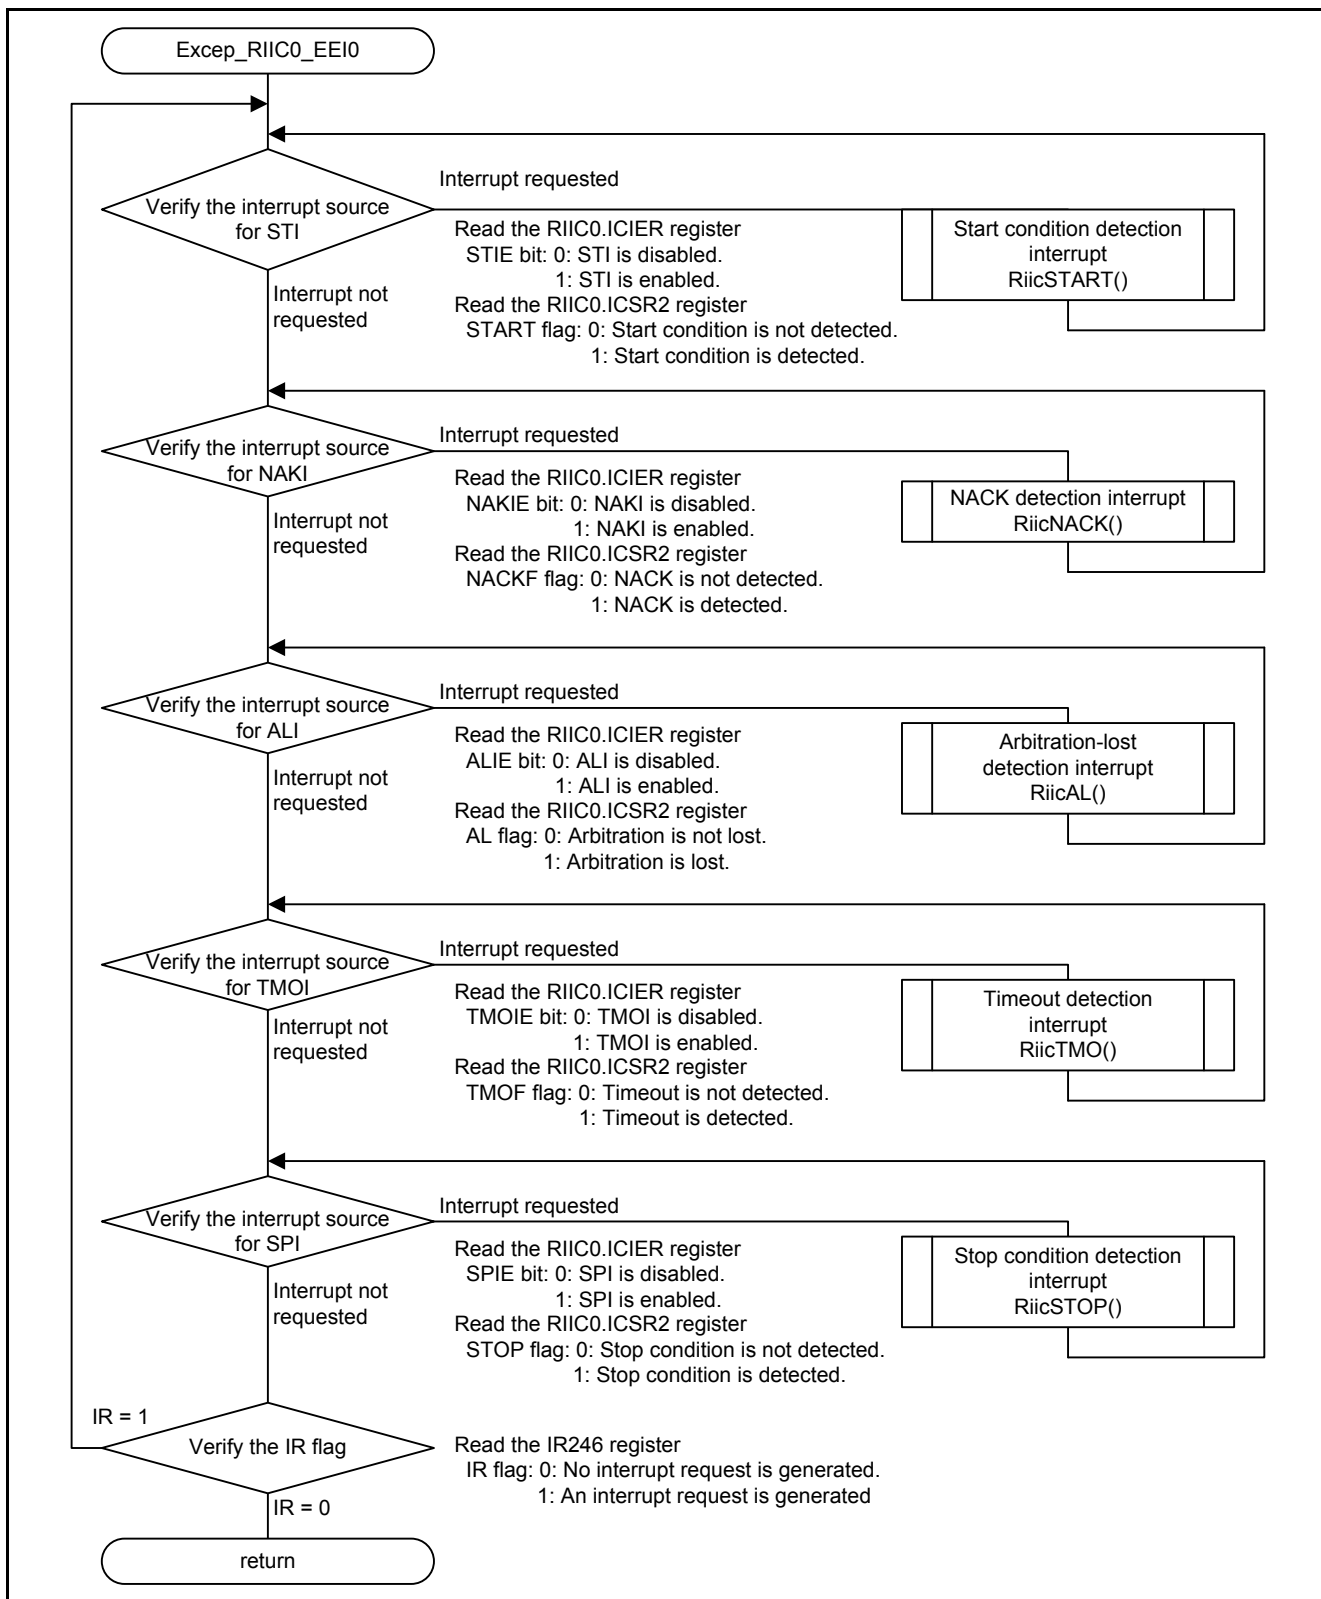 Excep_RIIC0_EEI0
Verify the interrupt source
for STI
Interrupt requested
Read the RIIC0.ICIER register
STIE bit: 0: STI is disabled.
1: STI is enabled.
Read the RIIC0.ICSR2 register
START flag: 0: Start condition is not detected.
1: Start condition is detected.
Start condition detection
interrupt
RiicSTART()
Interrupt not
requested
Verify the interrupt source
for NAKI
Interrupt requested
Read the RIIC0.ICIER register
NAKIE bit: 0: NAKI is disabled.
1: NAKI is enabled.
Read the RIIC0.ICSR2 register
NACKF flag: 0: NACK is not detected.
1: NACK is detected.
NACK detection interrupt
RiicNACK()
Interrupt not
requested
Verify the interrupt source
for ALI
Interrupt requested
Read the RIIC0.ICIER register
ALIE bit: 0: ALI is disabled.
1: ALI is enabled.
Read the RIIC0.ICSR2 register
AL flag: 0: Arbitration is not lost.
1: Arbitration is lost.
Arbitration-lost
detection interrupt
RiicAL()
Interrupt not
requested
Verify the interrupt source
for TMOI
Interrupt requested
Read the RIIC0.ICIER register
TMOIE bit: 0: TMOI is disabled.
1: TMOI is enabled.
Read the RIIC0.ICSR2 register
TMOF flag: 0: Timeout is not detected.
1: Timeout is detected.
Timeout detection
interrupt
RiicTMO()
Interrupt not
requested
Verify the interrupt source
for SPI
Interrupt requested
Read the RIIC0.ICIER register
SPIE bit: 0: SPI is disabled.
1: SPI is enabled.
Read the RIIC0.ICSR2 register
STOP flag: 0: Stop condition is not detected.
1: Stop condition is detected.
Stop condition detection
interrupt
RiicSTOP()
Interrupt not
requested
IR = 1
Verify the IR flag
Read the IR246 register
IR flag: 0: No interrupt request is generated.
1: An interrupt request is generated
IR = 0
return